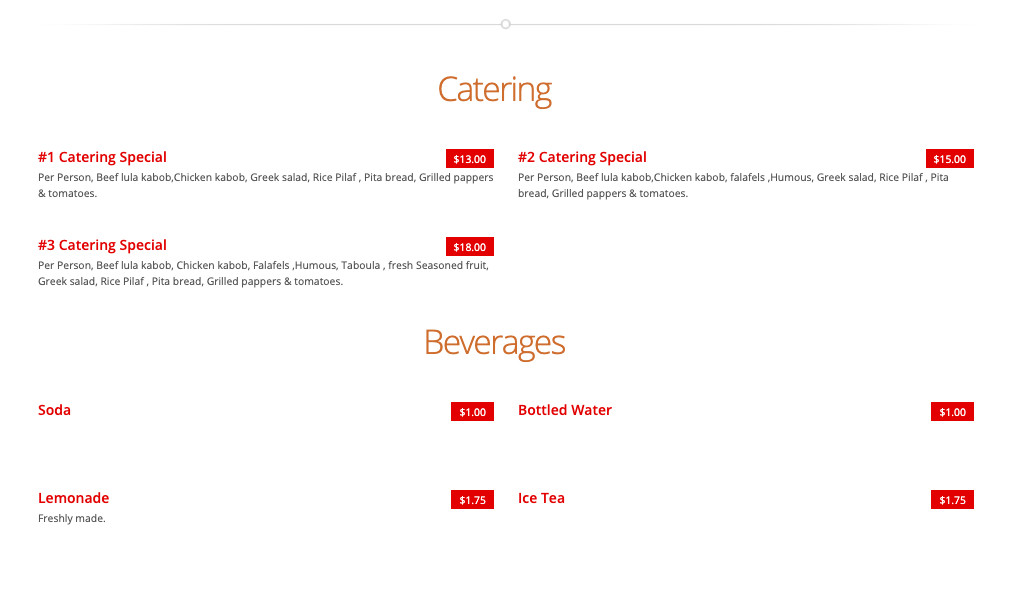 Catering
#1 Catering Special
$13.00
Per Person, Beef lula kabob,Chicken kabob, Greek salad, Rice Pilaf , Pita bread, Grilled pappers
& tomatoes.
#2 Catering Special
$15.00
Per Person, Beef lula kabob,Chicken kabob, falafels ,Humous, Greek salad, Rice Pilaf , Pita
bread, Grilled pappers & tomatoes.
#3 Catering Special
$18.00
Per Person, Beef lula kabob, Chicken kabob, Falafels ,Humous, Taboula , fresh Seasoned fruit,
Greek salad, Rice Pilaf , Pita bread, Grilled pappers & tomatoes.
Beverages
Soda
$1.00
Bottled Water
$1.00
Lemonade
$1.75
Freshly made.
Ice Tea
$1.75